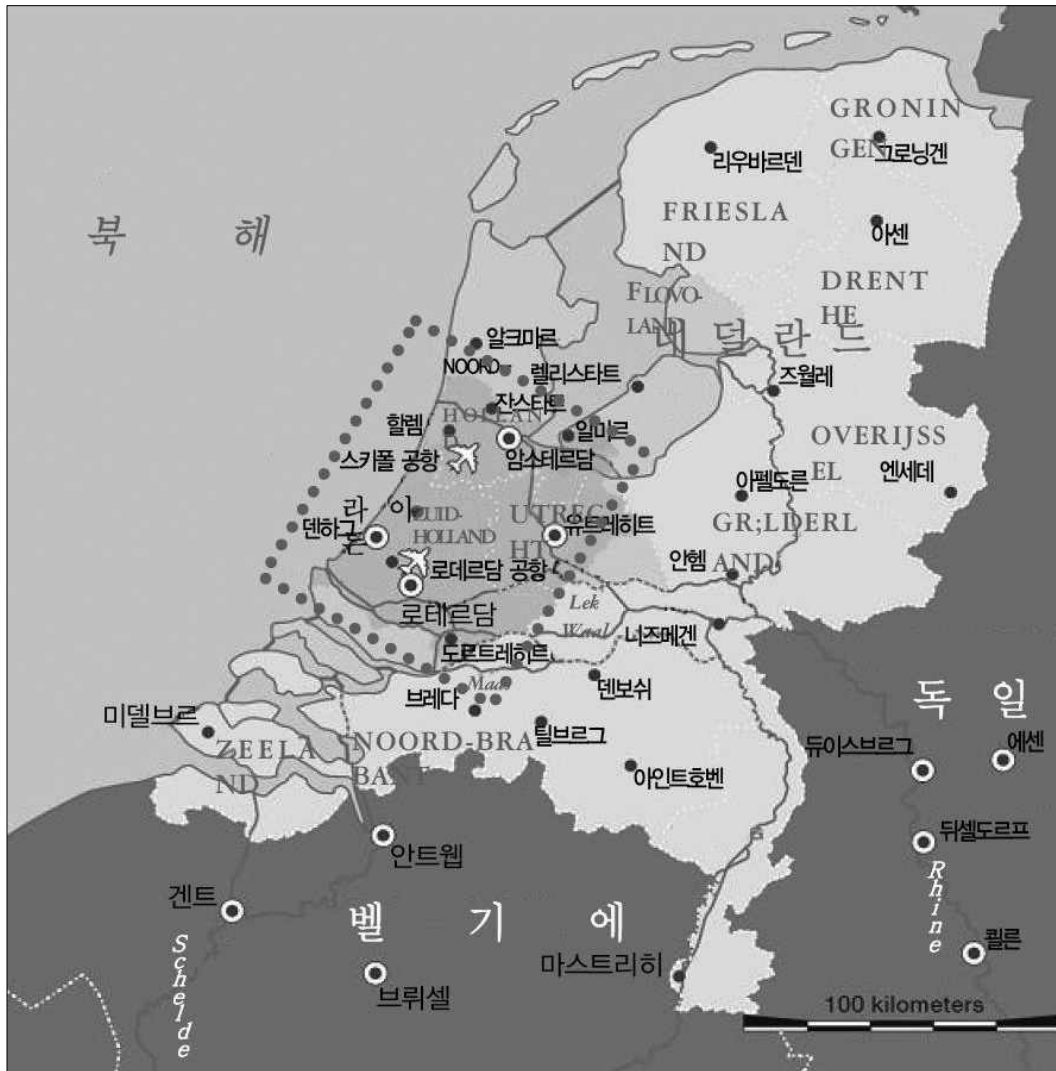 GRONIN
GEN
그로닝겐
리우바르덴
북 해
FRIESLA
ND
아센
DRENT
HE
FLOVO-
LAND
네 덜 란 드
알크마르
NOORD-
렐리스타트
즈월레
잔스타트
HOLLAN
할렘
일미르
OVERIJSS
EL
스키폴 공항
암스테르담
아펠도른
엔세데
라 이
덴하그
ZUID-
HOLLAND
UTREC
HT
유트레히트
GR;LDERL
AND
안헴
로데르담 공항
로테르담
Lek
Waal
너즈메겐
도르트레히트
Maas
브레다
덴보쉬
미델브르
ZEELA
ND
NOORD-BRA
BANT
틸브르그
아인트호벤
독 일
듀이스브르그
에센
안트웹
뒤셀도르프
Rhine
겐트
벨 기 에
Schelde
브뤼셀
마스트리히
쾰른
100 kilometers